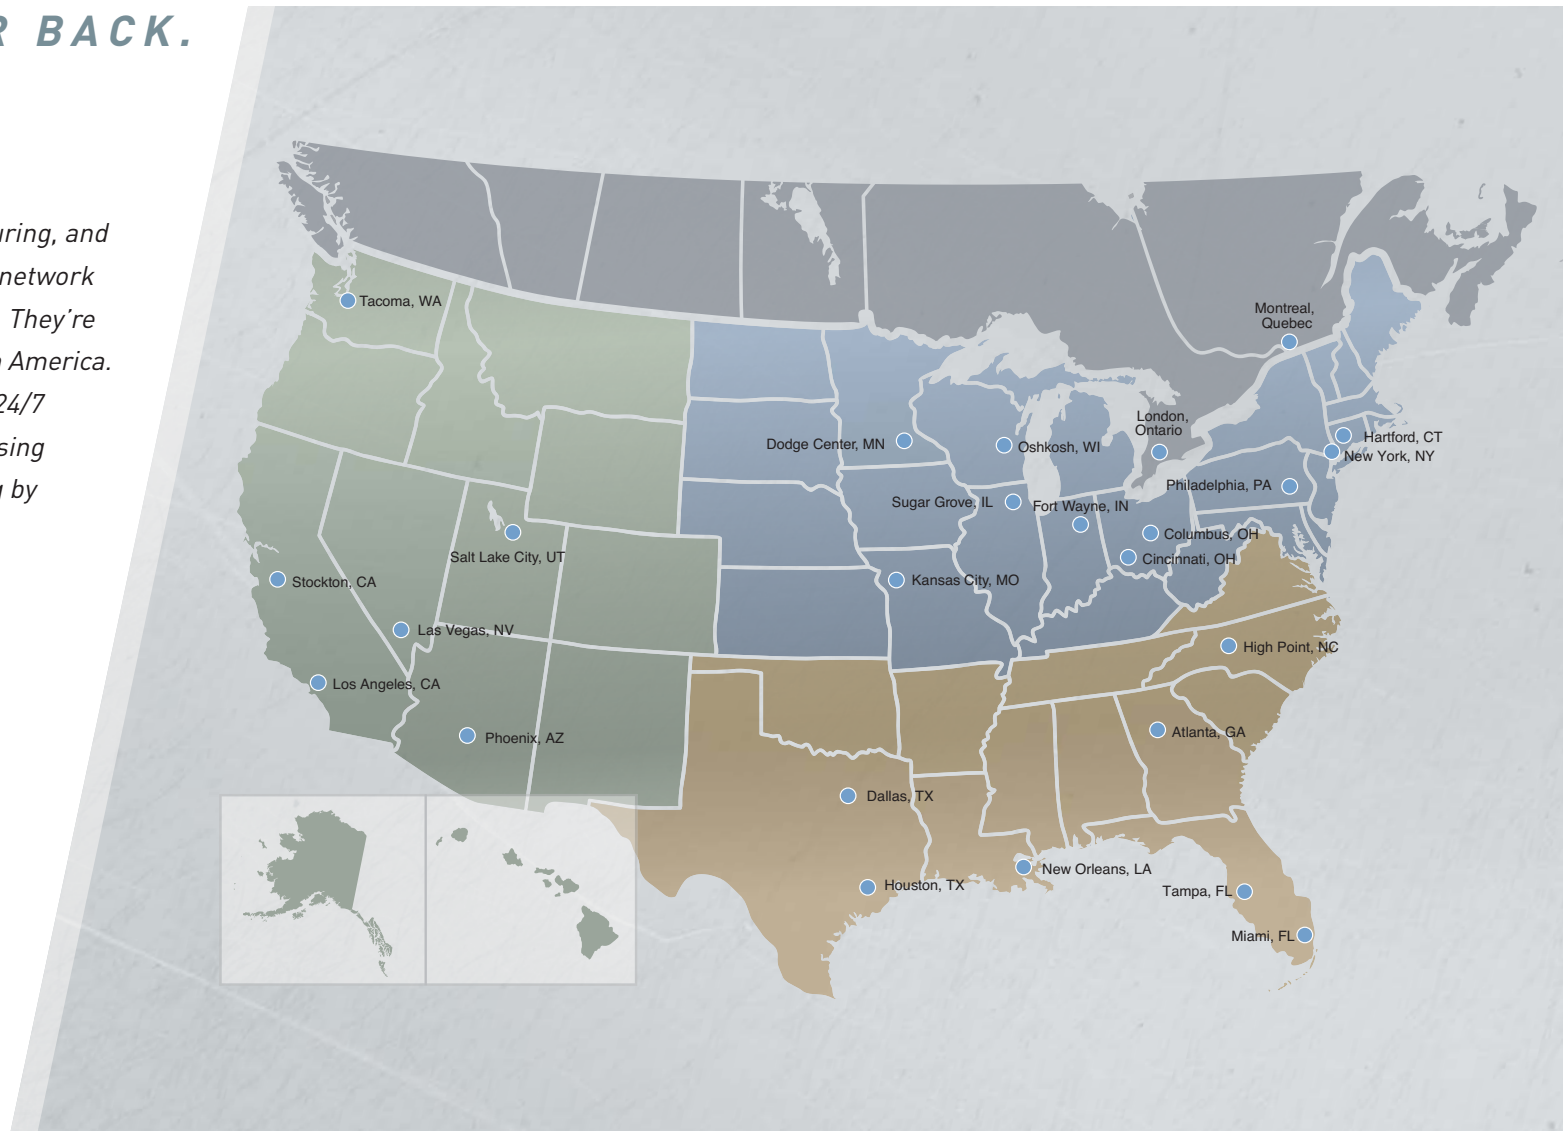 R BACK.
uring, and
network
They’re
America.
24/7
sing
by
Tacoma, WA
Montreal,
Quebec
London,
Ontario
Dodge Center, MN
Oshkosh, WI
Hartford, CT
New York, NY
Philadelphia, PA
Sugar Grove, IL
Fort Wayne, IN
Columbus, OH
Cincinnati, OH
Salt Lake City, UT
Stockton, CA
Kansas City, MO
Las Vegas, NV
High Point, NC
Los Angeles, CA
Phoenix, AZ
Atlanta, GA
Dallas, TX
New Orleans, LA
Houston, TX
Tampa, FL
Miami, FL